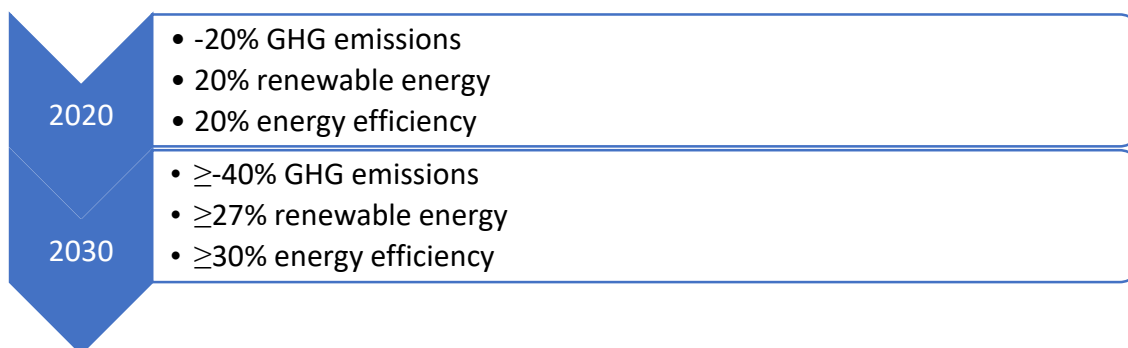 2020
• -20% GHG emissions
• 20% renewable energy
• 20% energy efficiency
2030
• ≥-40% GHG emissions
• ≥27% renewable energy
• ≥30% energy efficiency